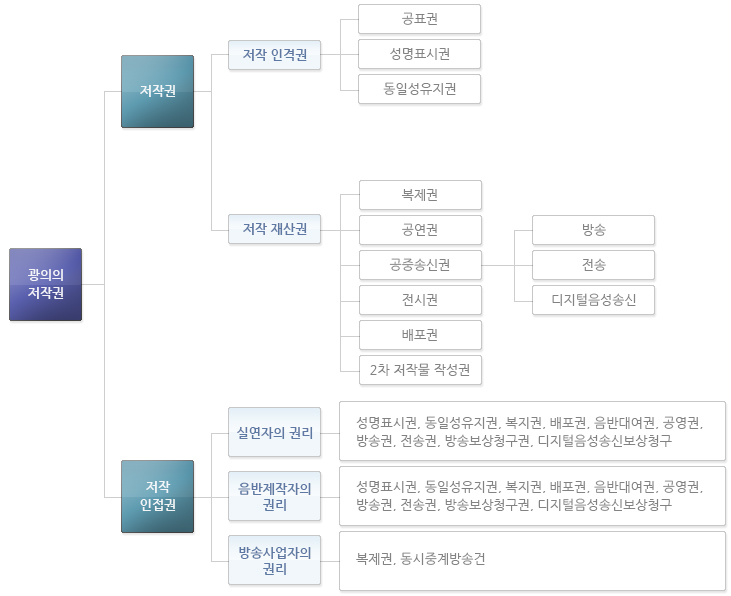 광의의
저작권
저작권
저작 인격권
공표권
성명표시권
동일성유지권
저작 재산권
복제권
공연권
공중송신권
방송
전송
디지털음성송신
전시권
배포권
2차 저작물 작성권
저작
인접권
실연자의 권리
성명표시권, 동일성유지권, 복지권, 배포권, 음반대여권, 공영권,
방송권, 전송권, 방송보상청구권, 디지털음성송신보상청구
음반제작자의
권리
성명표시권, 동일성유지권, 복지권, 배포권, 음반대여권, 공영권,
방송권, 전송권, 방송보상청구권, 디지털음성송신보상청구
방송사업자의
권리
복제권, 동시중계방송건